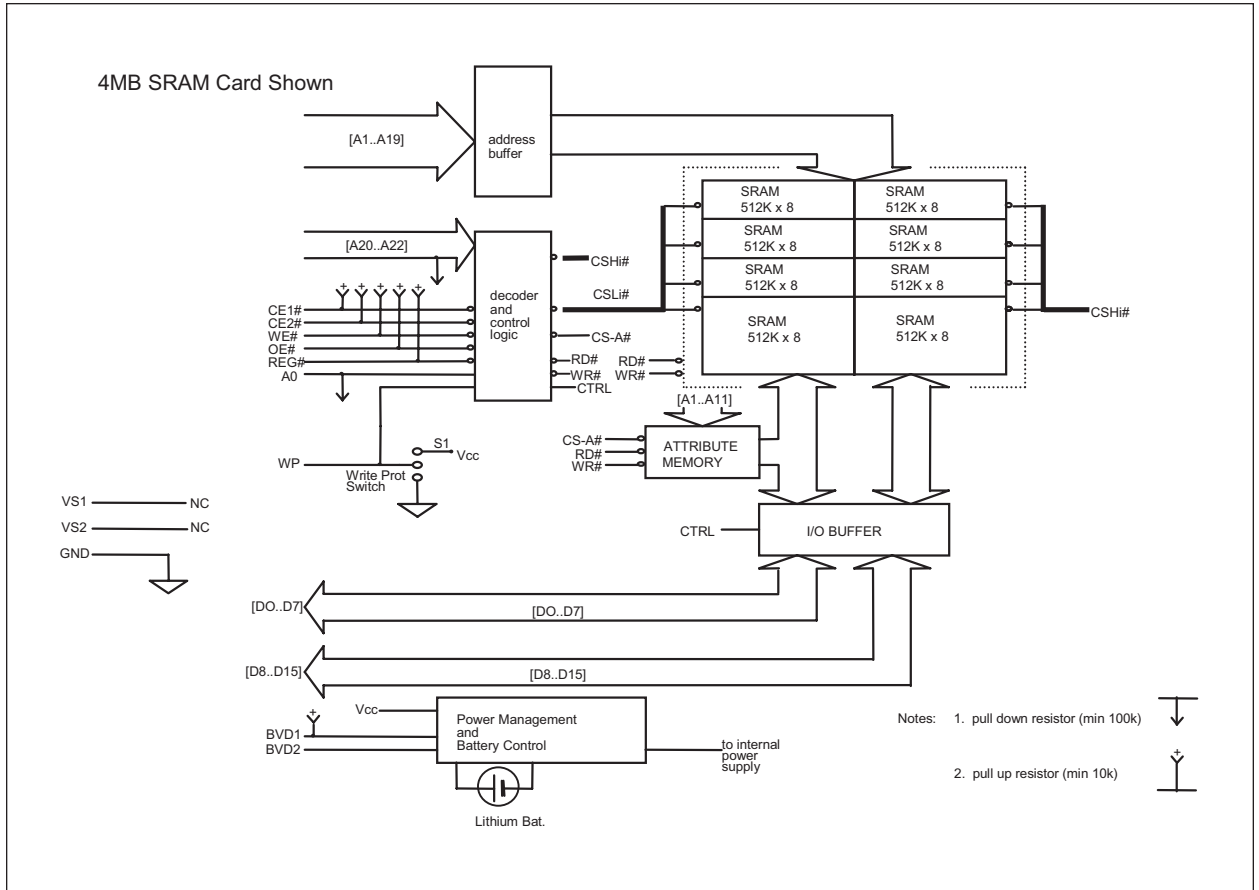 4MB SRAM Card Shown
[A1..A19]
address
buffer
SRAM
512K x 8
SRAM
512K x 8
SRAM
512K x 8
SRAM
512K x 8
SRAM
512K x 8
SRAM
512K x 8
SRAM
512K x 8
SRAM
512K x 8
[A20..A22]
decoder
and
control
logic
CSHi#
CSLi#
CS-A#
RD#
WR#
CTRL
RD#
WR#
CSHi#
+ + + + +
CE1#
CE2#
WE#
OE#
REG#
A0
WP
S1
Vcc
Write Prot
Switch
[A1..A11]
CS-A#
RD#
WR#
ATTRIBUTE
MEMORY
VS1
NC
VS2
NC
GND
CTRL
I/O BUFFER
[DO..D7]
[DO..D7]
[D8..D15]
[D8..D15]
Vcc
+
BVD1
BVD2
Power Management
and
Battery Control
to internal
power
supply
Lithium Bat.
Notes: 1. pull down resistor (min 100k)
+
2. pull up resistor (min 10k)